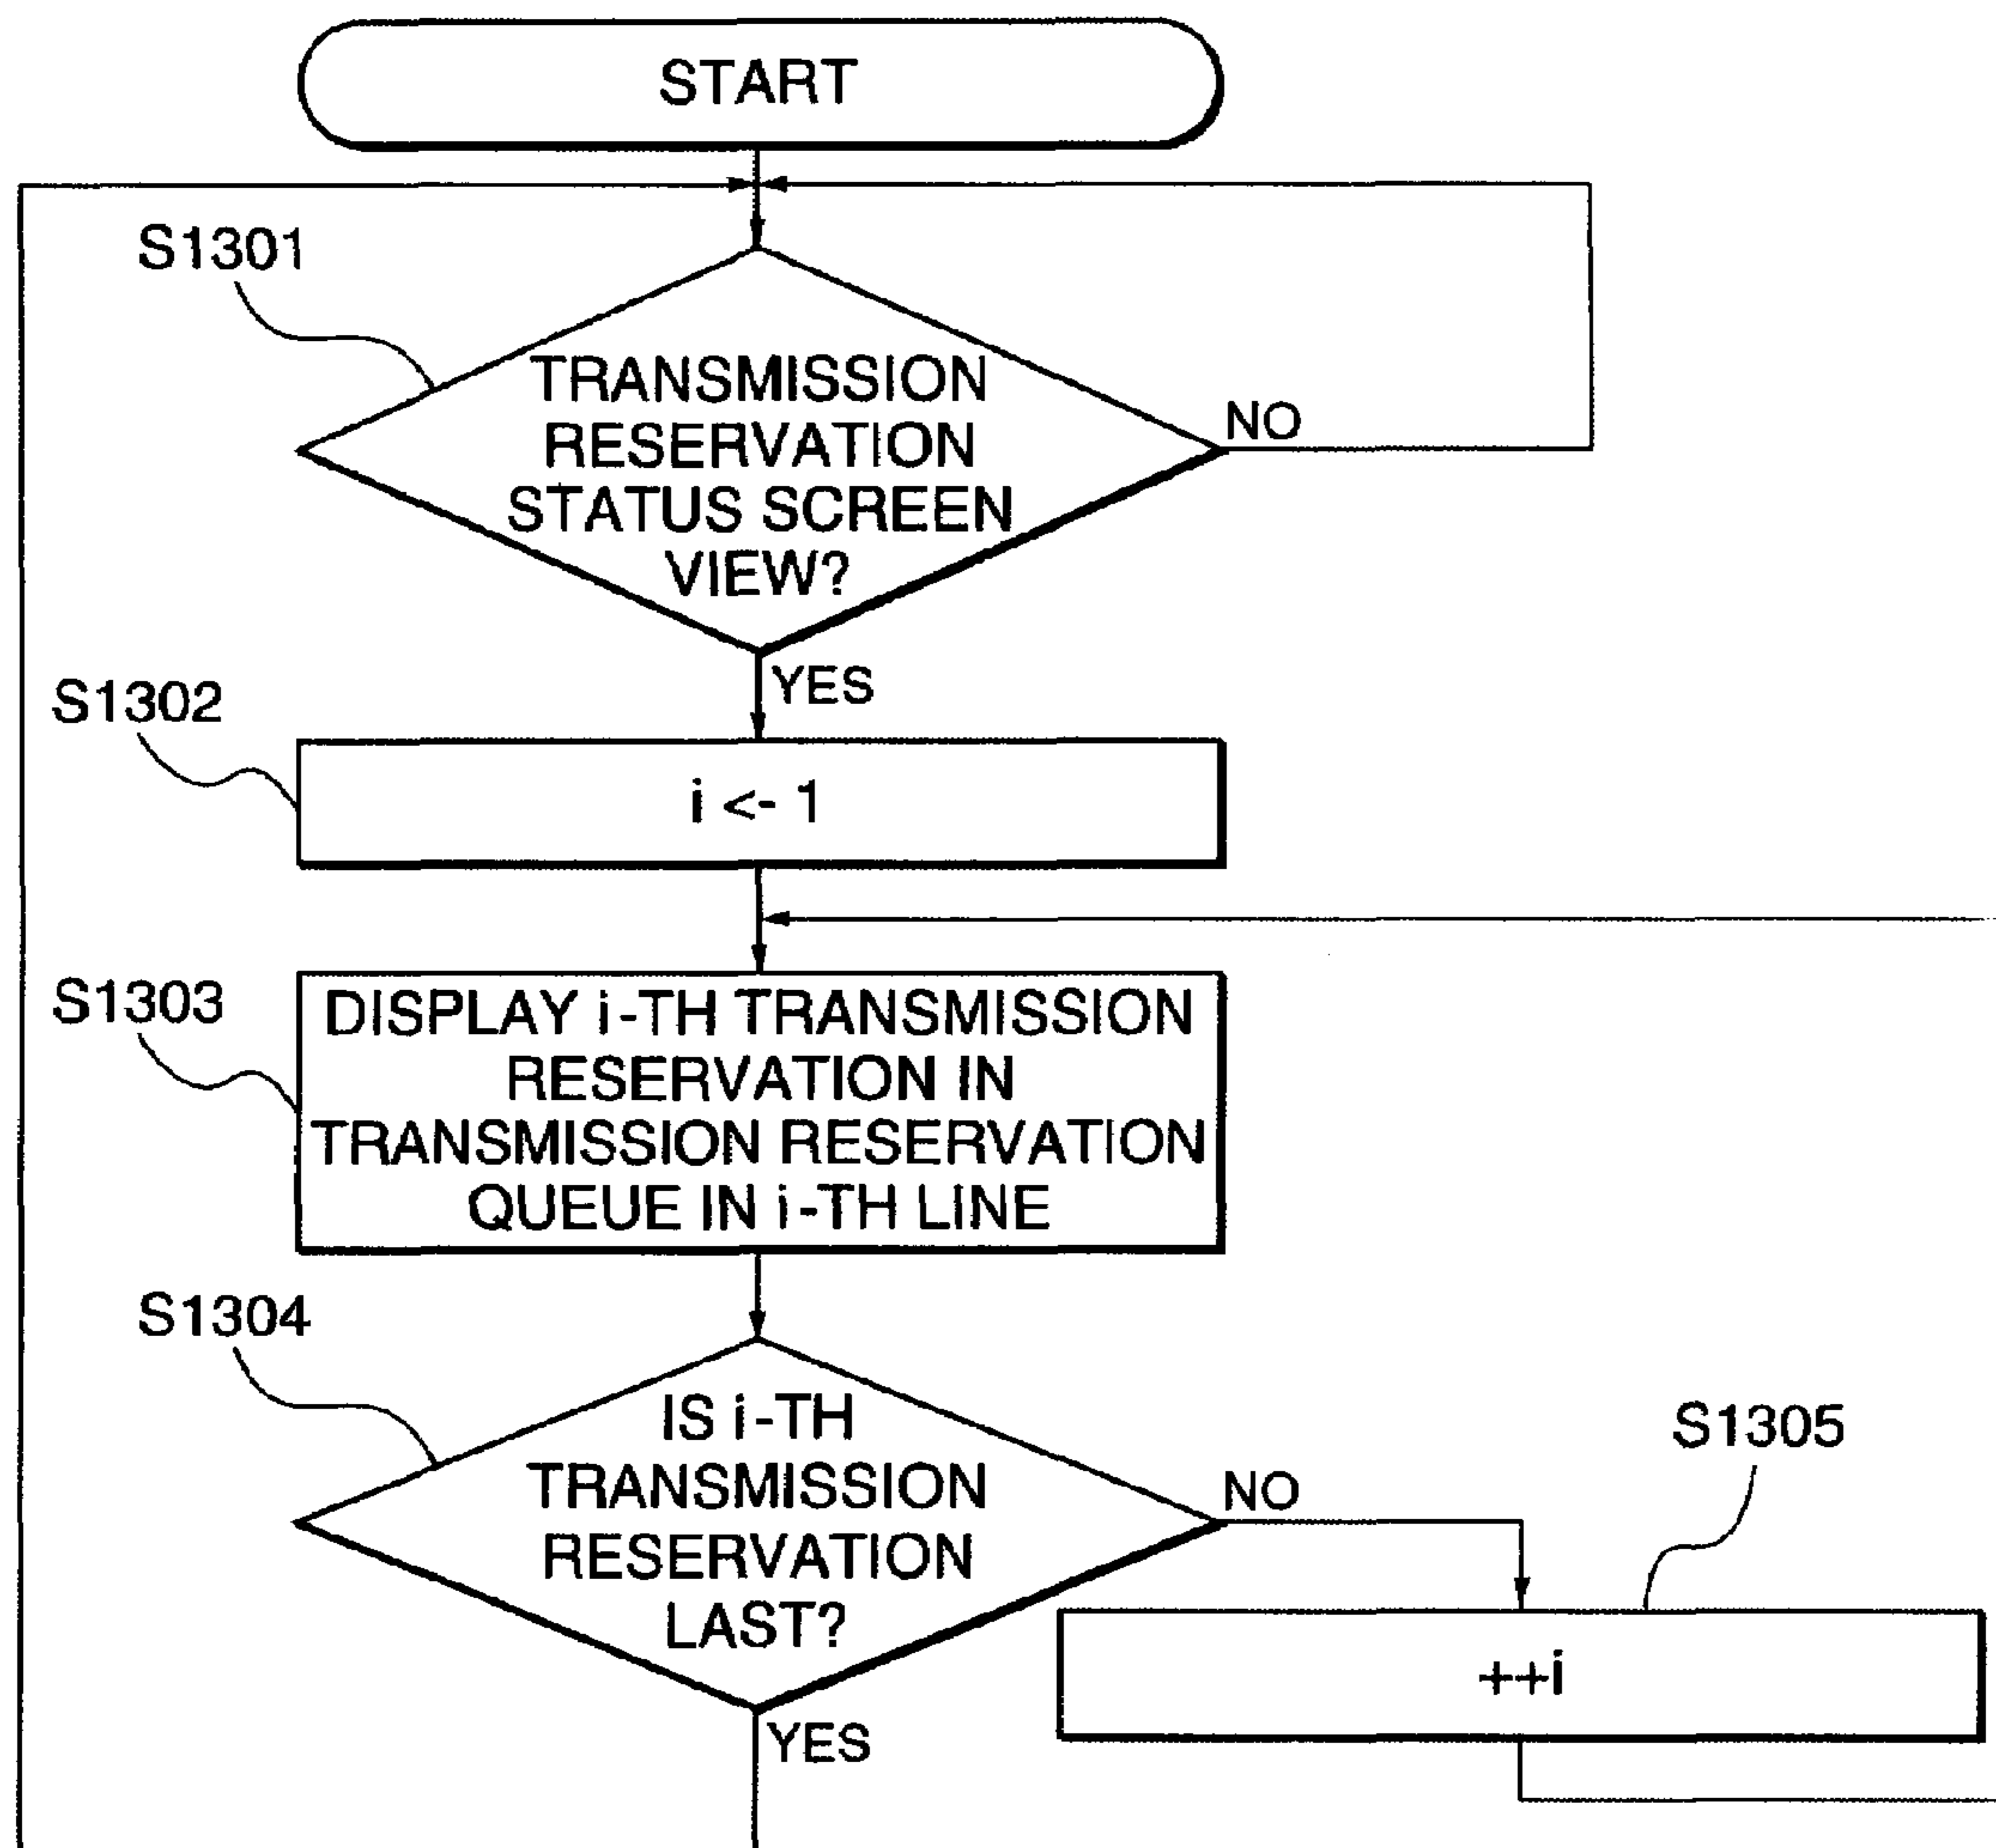 START
S1301
TRANSMISSION
RESERVATION
STATUS SCREEN
VIEW?
NO
YES
S1302
i <- 1
S1303
DISPLAY i-TH TRANSMISSION
RESERVATION IN
TRANSMISSION RESERVATION
QUEUE IN i-TH LINE
S1304
IS i-TH
TRANSMISSION
RESERVATION
LAST?
NO
YES
S1305
++i